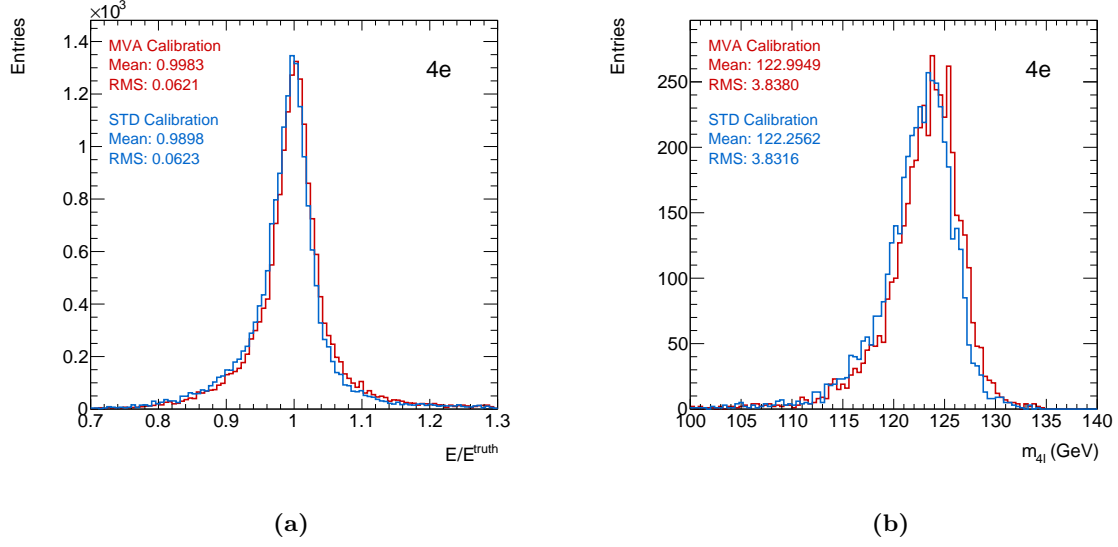 ×10³
Entries
1.4
1.2
1
0.8
0.6
0.4
0.2
0
MVA Calibration
Mean: 0.9983
RMS: 0.0621
STD Calibration
Mean: 0.9898
RMS: 0.0623
4e
0.7 0.8 0.9 1 1.1 1.2 1.3
E/E^truth
(a)
Entries
250
200
150
100
50
0
MVA Calibration
Mean: 122.9949
RMS: 3.8380
STD Calibration
Mean: 122.2562
RMS: 3.8316
4e
100 105 110 115 120 125 130 135 140
m_4l (GeV)
(b)